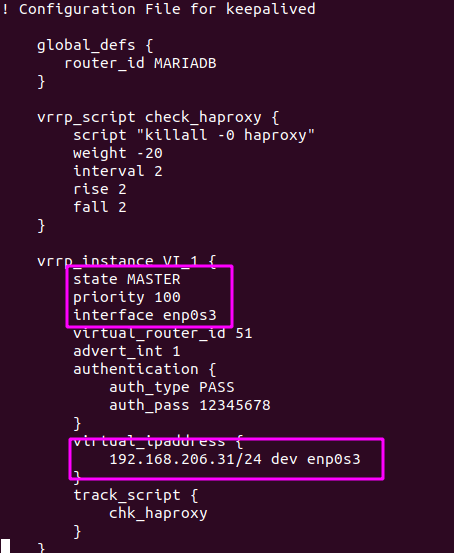 ! Configuration File for keepalived
global_defs {
router_id MARIADB
}
vrrp_script check_haproxy {
script "killall -0 haproxy"
weight -20
interval 2
rise 2
fall 2
}
vrrp_instance VI_1 {
state MASTER
priority 100
interface enp0s3
virtual_router_id 51
advert_int 1
authentication {
auth_type PASS
auth_pass 12345678
}
virtual_ipaddress {
192.168.206.31/24 dev enp0s3
}
track_script {
chk_haproxy
}
}